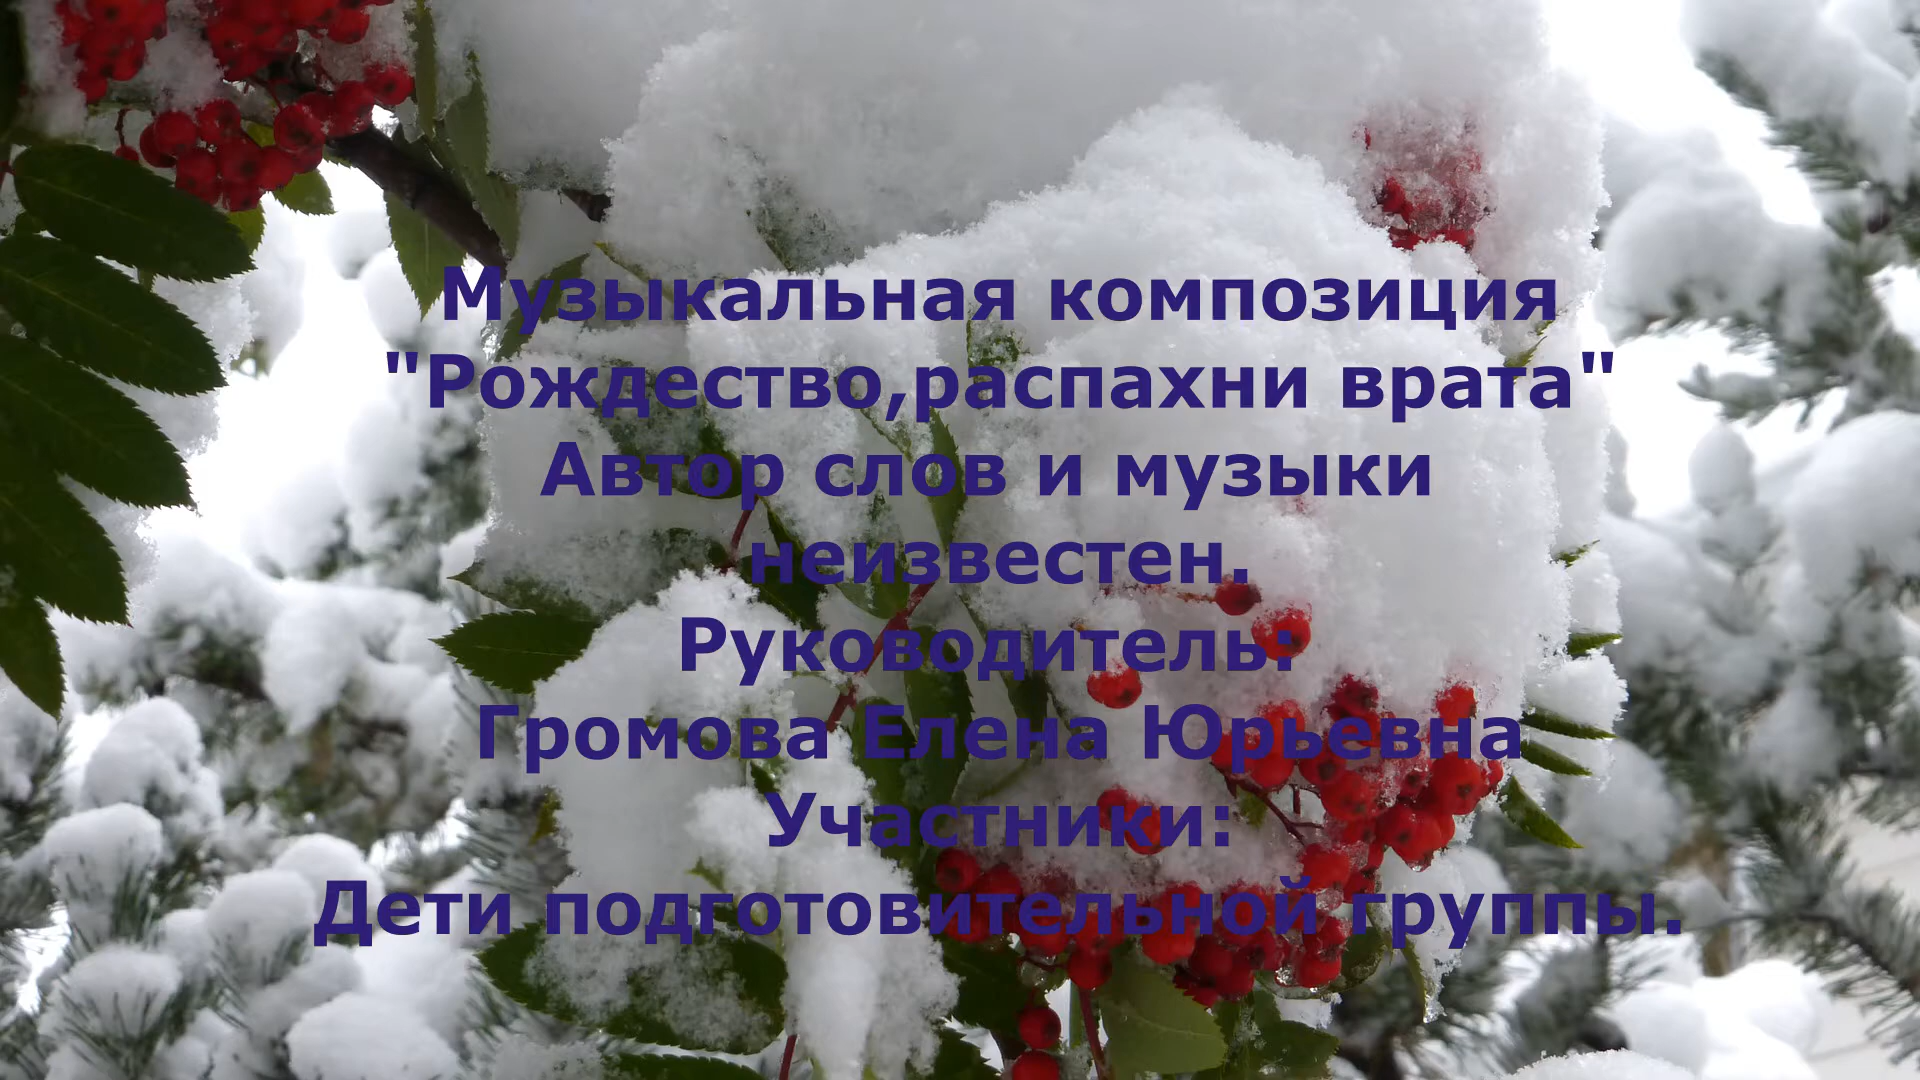 Музыкальная композиция
"Рождество,распахни врата"
Автор слов и музыки
неизвестен.
Руководитель:
Громова Елена Юрьевна
Участники:
Дети подготовительной группы.